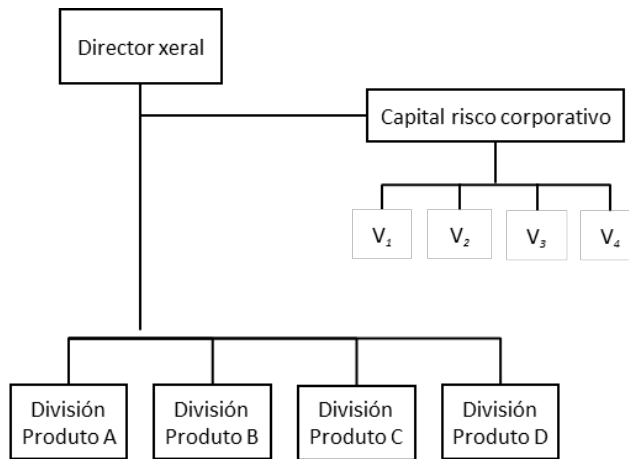 Director xeral
Capital risco corporativo
V1
V2
V3
V4
División
Produto A
División
Produto B
División
Produto C
División
Produto D